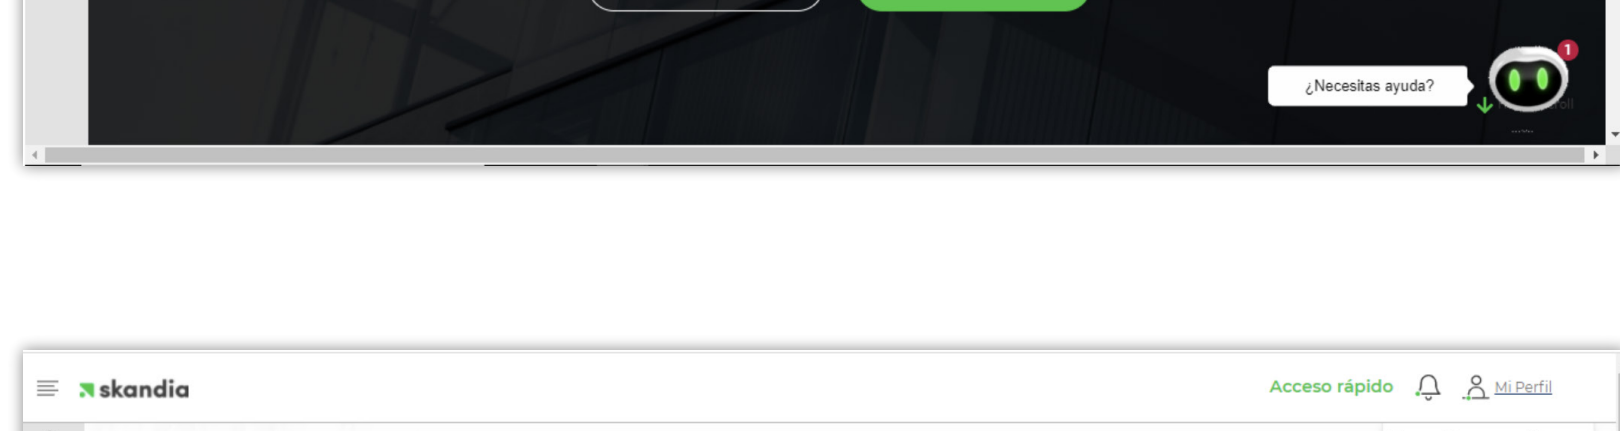 ¿Necesitas ayuda?
1
skandia
Acceso rápido
Mi Perfil